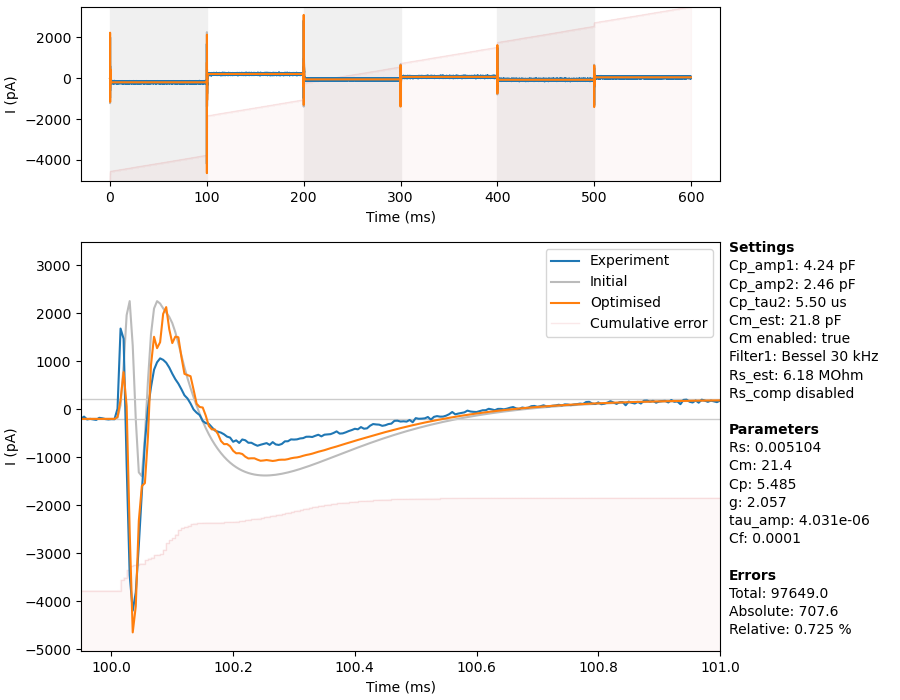 2000
0
−2000
−4000
I (pA)
0 100 200 300 400 500 600
Time (ms)
3000
2000
1000
0
−1000
−2000
−3000
−4000
−5000
I (pA)
Experiment
Initial
Optimised
Cumulative error
100.0 100.2 100.4 100.6 100.8 101.0
Time (ms)
Settings
Cp_amp1: 4.24 pF
Cp_amp2: 2.46 pF
Cp_tau2: 5.50 us
Cm_est: 21.8 pF
Cm enabled: true
Filter1: Bessel 30 kHz
Rs_est: 6.18 MOhm
Rs_comp disabled
Parameters
Rs: 0.005104
Cm: 21.4
Cp: 5.485
g: 2.057
tau_amp: 4.031e-06
Cf: 0.0001
Errors
Total: 97649.0
Absolute: 707.6
Relative: 0.725 %